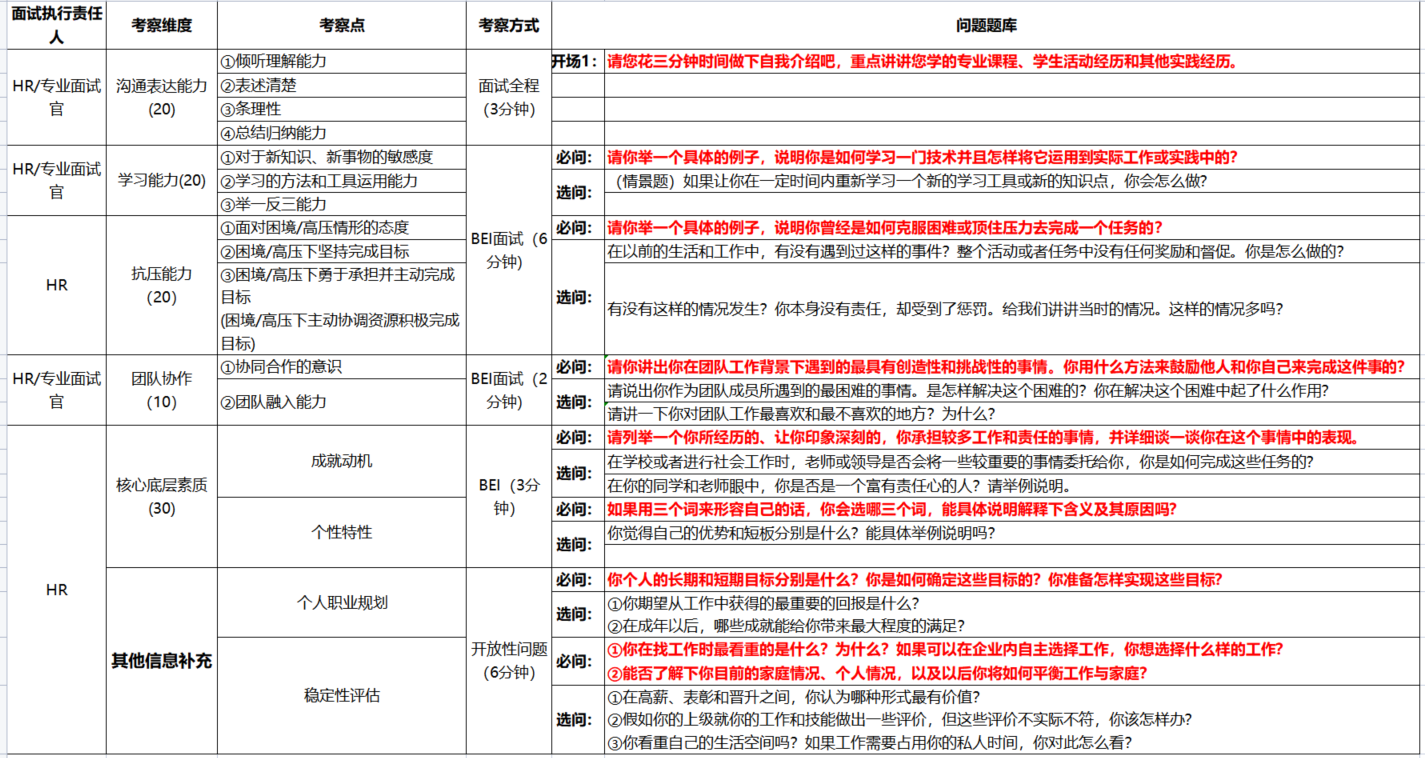 面试执行责任人 考察维度 考察点 考察方式 问题题库
HR/专业面试官 沟通表达能力(20) ①倾听理解能力 面试全程(3分钟) 开场1： 请您花三分钟时间做下自我介绍吧，重点讲讲您学的专业课程、学生活动经历和其他实践经历。
②表述清楚
③条理性
④总结归纳能力
HR/专业面试官 学习能力(20) ①对于新知识、新事物的敏感度 BEI面试（6分钟) 必问： 请你举一个具体的例子，说明你是如何学习一门技术并且怎样将它运用到实际工作或实践中的？
②学习的方法和工具运用能力 选问： （情景题）如果让你在一定时间内重新学习一个新的学习工具或新的知识点，你会怎么做？
③举一反三能力
HR 抗压能力（20） ①面对困境/高压情形的态度 必问： 请你举一个具体的例子，说明你曾经是如何克服困难或顶住压力去完成一个任务的？
②困境/高压下坚持完成目标 选问： 在以前的生活和工作中，有没有遇到过这样的事件？整个活动或者任务中没有任何奖励和督促。你是怎么做的？
③困境/高压下勇于承担并主动完成目标
(困境/高压下主动协调资源积极完成目标)
有没有这样的情况发生？你本身没有责任，却受到了惩罚。给我们讲讲当时的情况。这样的情况多吗？
HR/专业面试官 团队协作（10） ①协同合作的意识 BEI面试（2分钟) 必问： 请你讲出你在团队工作背景下遇到的最具有创造性和挑战性的事情。你用什么方法来鼓励他人和你自己来完成这件事的？
②团队融入能力 选问： 请说出你作为团队成员所遇到的最困难的事情。是怎样解决这个困难的？你在解决这个困难中起了什么作用？
请讲一下你对团队工作最喜欢和最不喜欢的地方？为什么？
HR 核心底层素质(30) 成就动机 BEI（3分钟） 必问： 请列举一个你所经历的、让你印象深刻的，你承担较多工作和责任的事情，并详细谈一谈你在这个事情中的表现。
选问： 在学校或者进行社会工作时，老师或领导是否会将一些较重要的事情委托给你，你是如何完成这些任务的？
在你的同学和老师眼中，你是否是一个富有责任心的人？请举例说明。
个性特性 必问： 如果用三个词来形容自己的话，你会选哪三个词，能具体说明解释下含义及其原因吗？
选问： 你觉得自己的优势和短板分别是什么？能具体举例说明吗？
其他信息补充 个人职业规划 开放性问题(6分钟) 必问： 你个人的长期和短期目标分别是什么？你是如何确定这些目标的？你准备怎样实现这些目标？
选问： ①你期望从工作中获得的最重要的回报是什么？
②在成年以后，哪些成就能给你带来最大程度的满足？
稳定性评估 必问： ①你在找工作时最看重的是什么？为什么？如果可以在企业内自主选择工作，你想选择什么样的工作？
②能否了解下你目前的家庭情况、个人情况，以及以后你将如何平衡工作与家庭？
选问： ①在高薪、表彰和晋升之间，你认为哪种形式最有价值？
②假如你的上级就你的工作和技能做出一些评价，但这些评价不实际不符，你该怎样办？
③你看重自己的生活空间吗？如果工作需要占用你的私人时间，你对此怎么看？